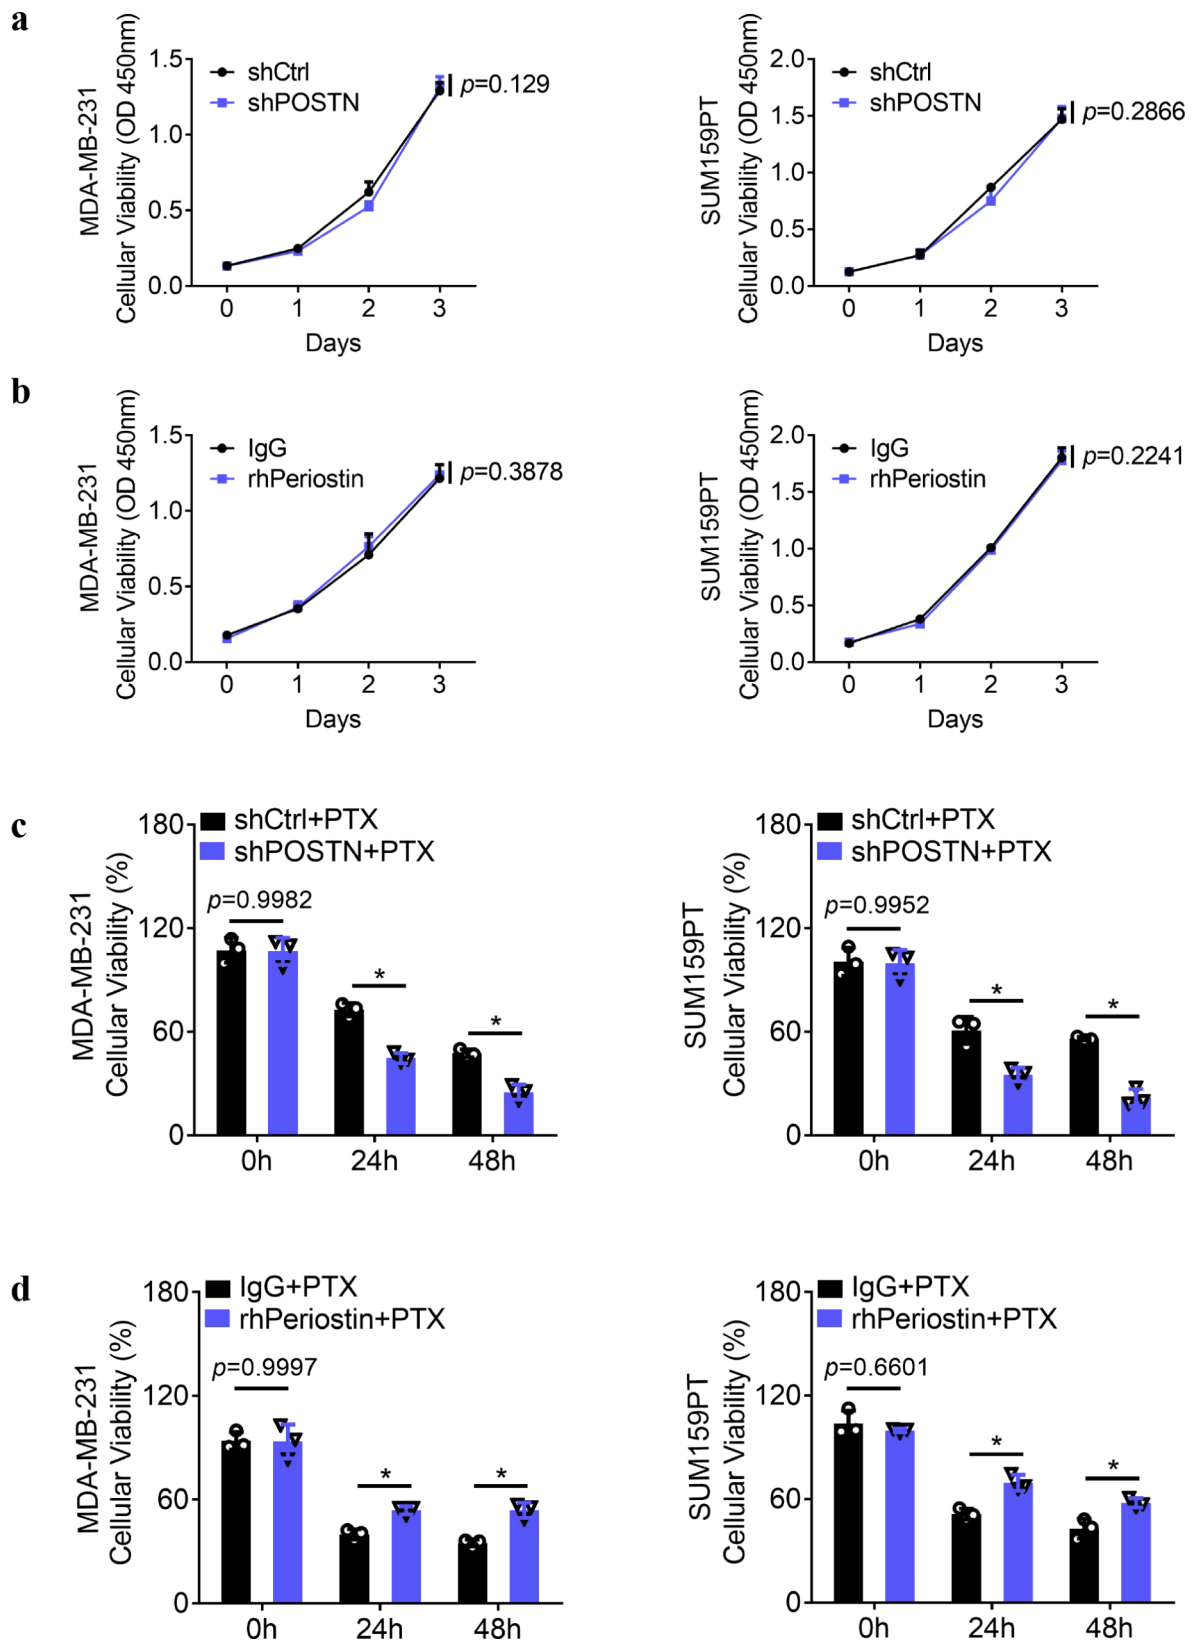 a
MDA-MB-231
Cellular Viability (OD 450nm)
1.5
1.0
0.5
0.0
shCtrl
shPOSTN
p=0.129
0 1 2 3
Days
SUM159PT
Cellular Viability (OD 450nm)
2.0
1.5
1.0
0.5
0.0
shCtrl
shPOSTN
p=0.2866
0 1 2 3
Days
b
MDA-MB-231
Cellular Viability (OD 450nm)
1.5
1.0
0.5
0.0
IgG
rhPeriostin
p=0.3878
0 1 2 3
Days
SUM159PT
Cellular Viability (OD 450nm)
2.0
1.5
1.0
0.5
0.0
IgG
rhPeriostin
p=0.2241
0 1 2 3
Days
c
MDA-MB-231
Cellular Viability (%)
180
120
60
0
shCtrl+PTX
shPOSTN+PTX
p=0.9982
*
*
0h 24h 48h
SUM159PT
Cellular Viability (%)
180
120
60
0
shCtrl+PTX
shPOSTN+PTX
p=0.9952
*
*
0h 24h 48h
d
MDA-MB-231
Cellular Viability (%)
180
120
60
0
IgG+PTX
rhPeriostin+PTX
p=0.9997
*
*
0h 24h 48h
SUM159PT
Cellular Viability (%)
180
120
60
0
IgG+PTX
rhPeriostin+PTX
p=0.6601
*
*
0h 24h 48h